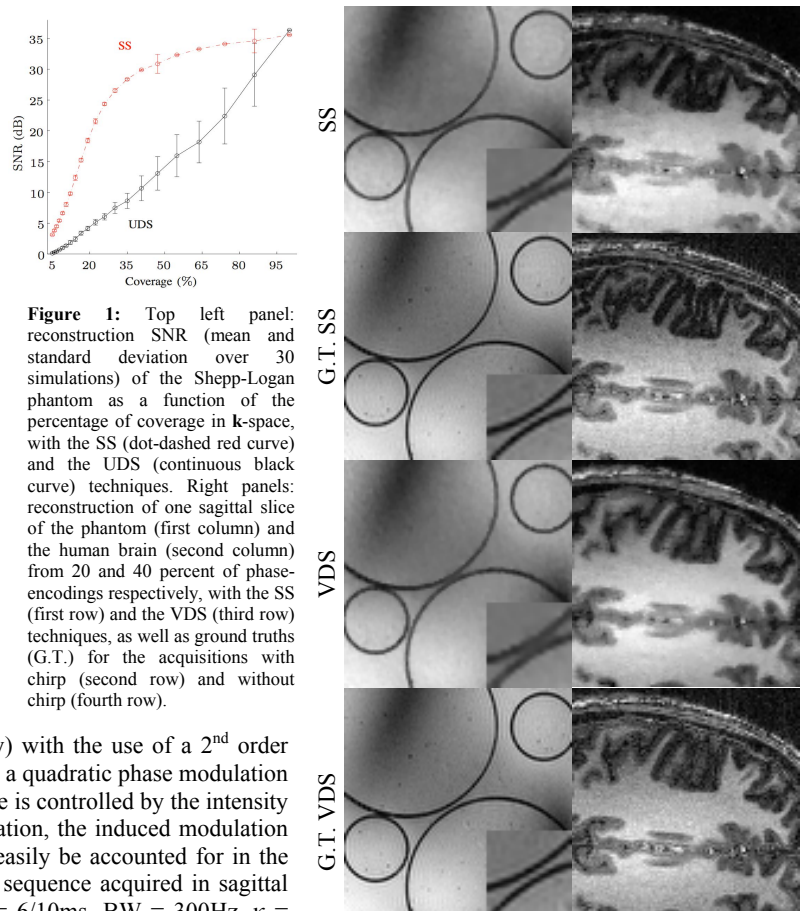 35
30
25
20
15
10
5
0
SNR (dB)
SS
UDS
5 20 35 50 65 80 95
Coverage (%)
Figure 1: Top left panel:
reconstruction SNR (mean and
standard deviation over 30
simulations) of the Shepp-Logan
phantom as a function of the
percentage of coverage in k-space,
with the SS (dot-dashed red curve)
and the UDS (continuous black
curve) techniques. Right panels:
reconstruction of one sagittal slice
of the phantom (first column) and
the human brain (second column)
from 20 and 40 percent of phase-
encodings respectively, with the SS
(first row) and the VDS (third row)
techniques, as well as ground truths
(G.T.) for the acquisitions with
chirp (second row) and without
chirp (fourth row).
y) with the use of a 2nd order
a quadratic phase modulation
e is controlled by the intensity
ation, the induced modulation
easily be accounted for in the
sequence acquired in sagittal
= 6/10ms, BW = 300Hz,
SS
G.T. SS
VDS
G.T. VDS